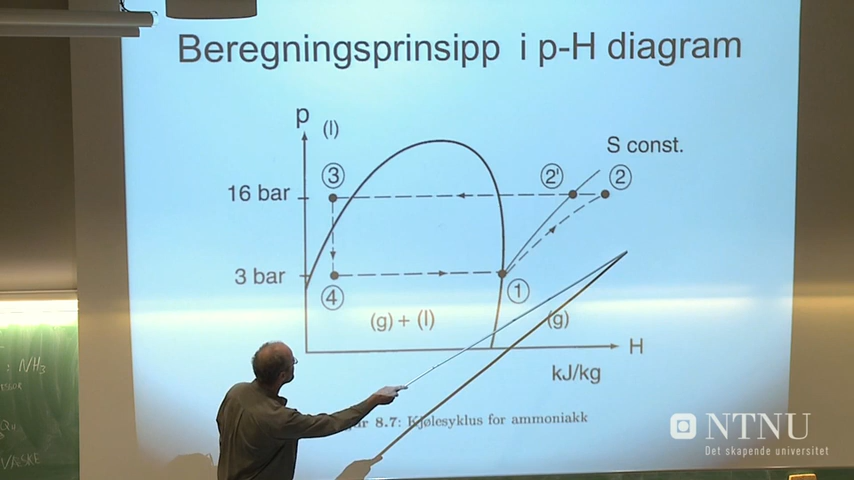 Beregningsprinsipp i p-H diagram
p
(l)
S const.
3
2'
2
16 bar
3 bar
4
1
(g) + (l)
(g)
H
kJ/kg
8.7: Kjølesyklus for ammoniakk
: NH3
VÆSKE
NTNU
Det skapende universitet